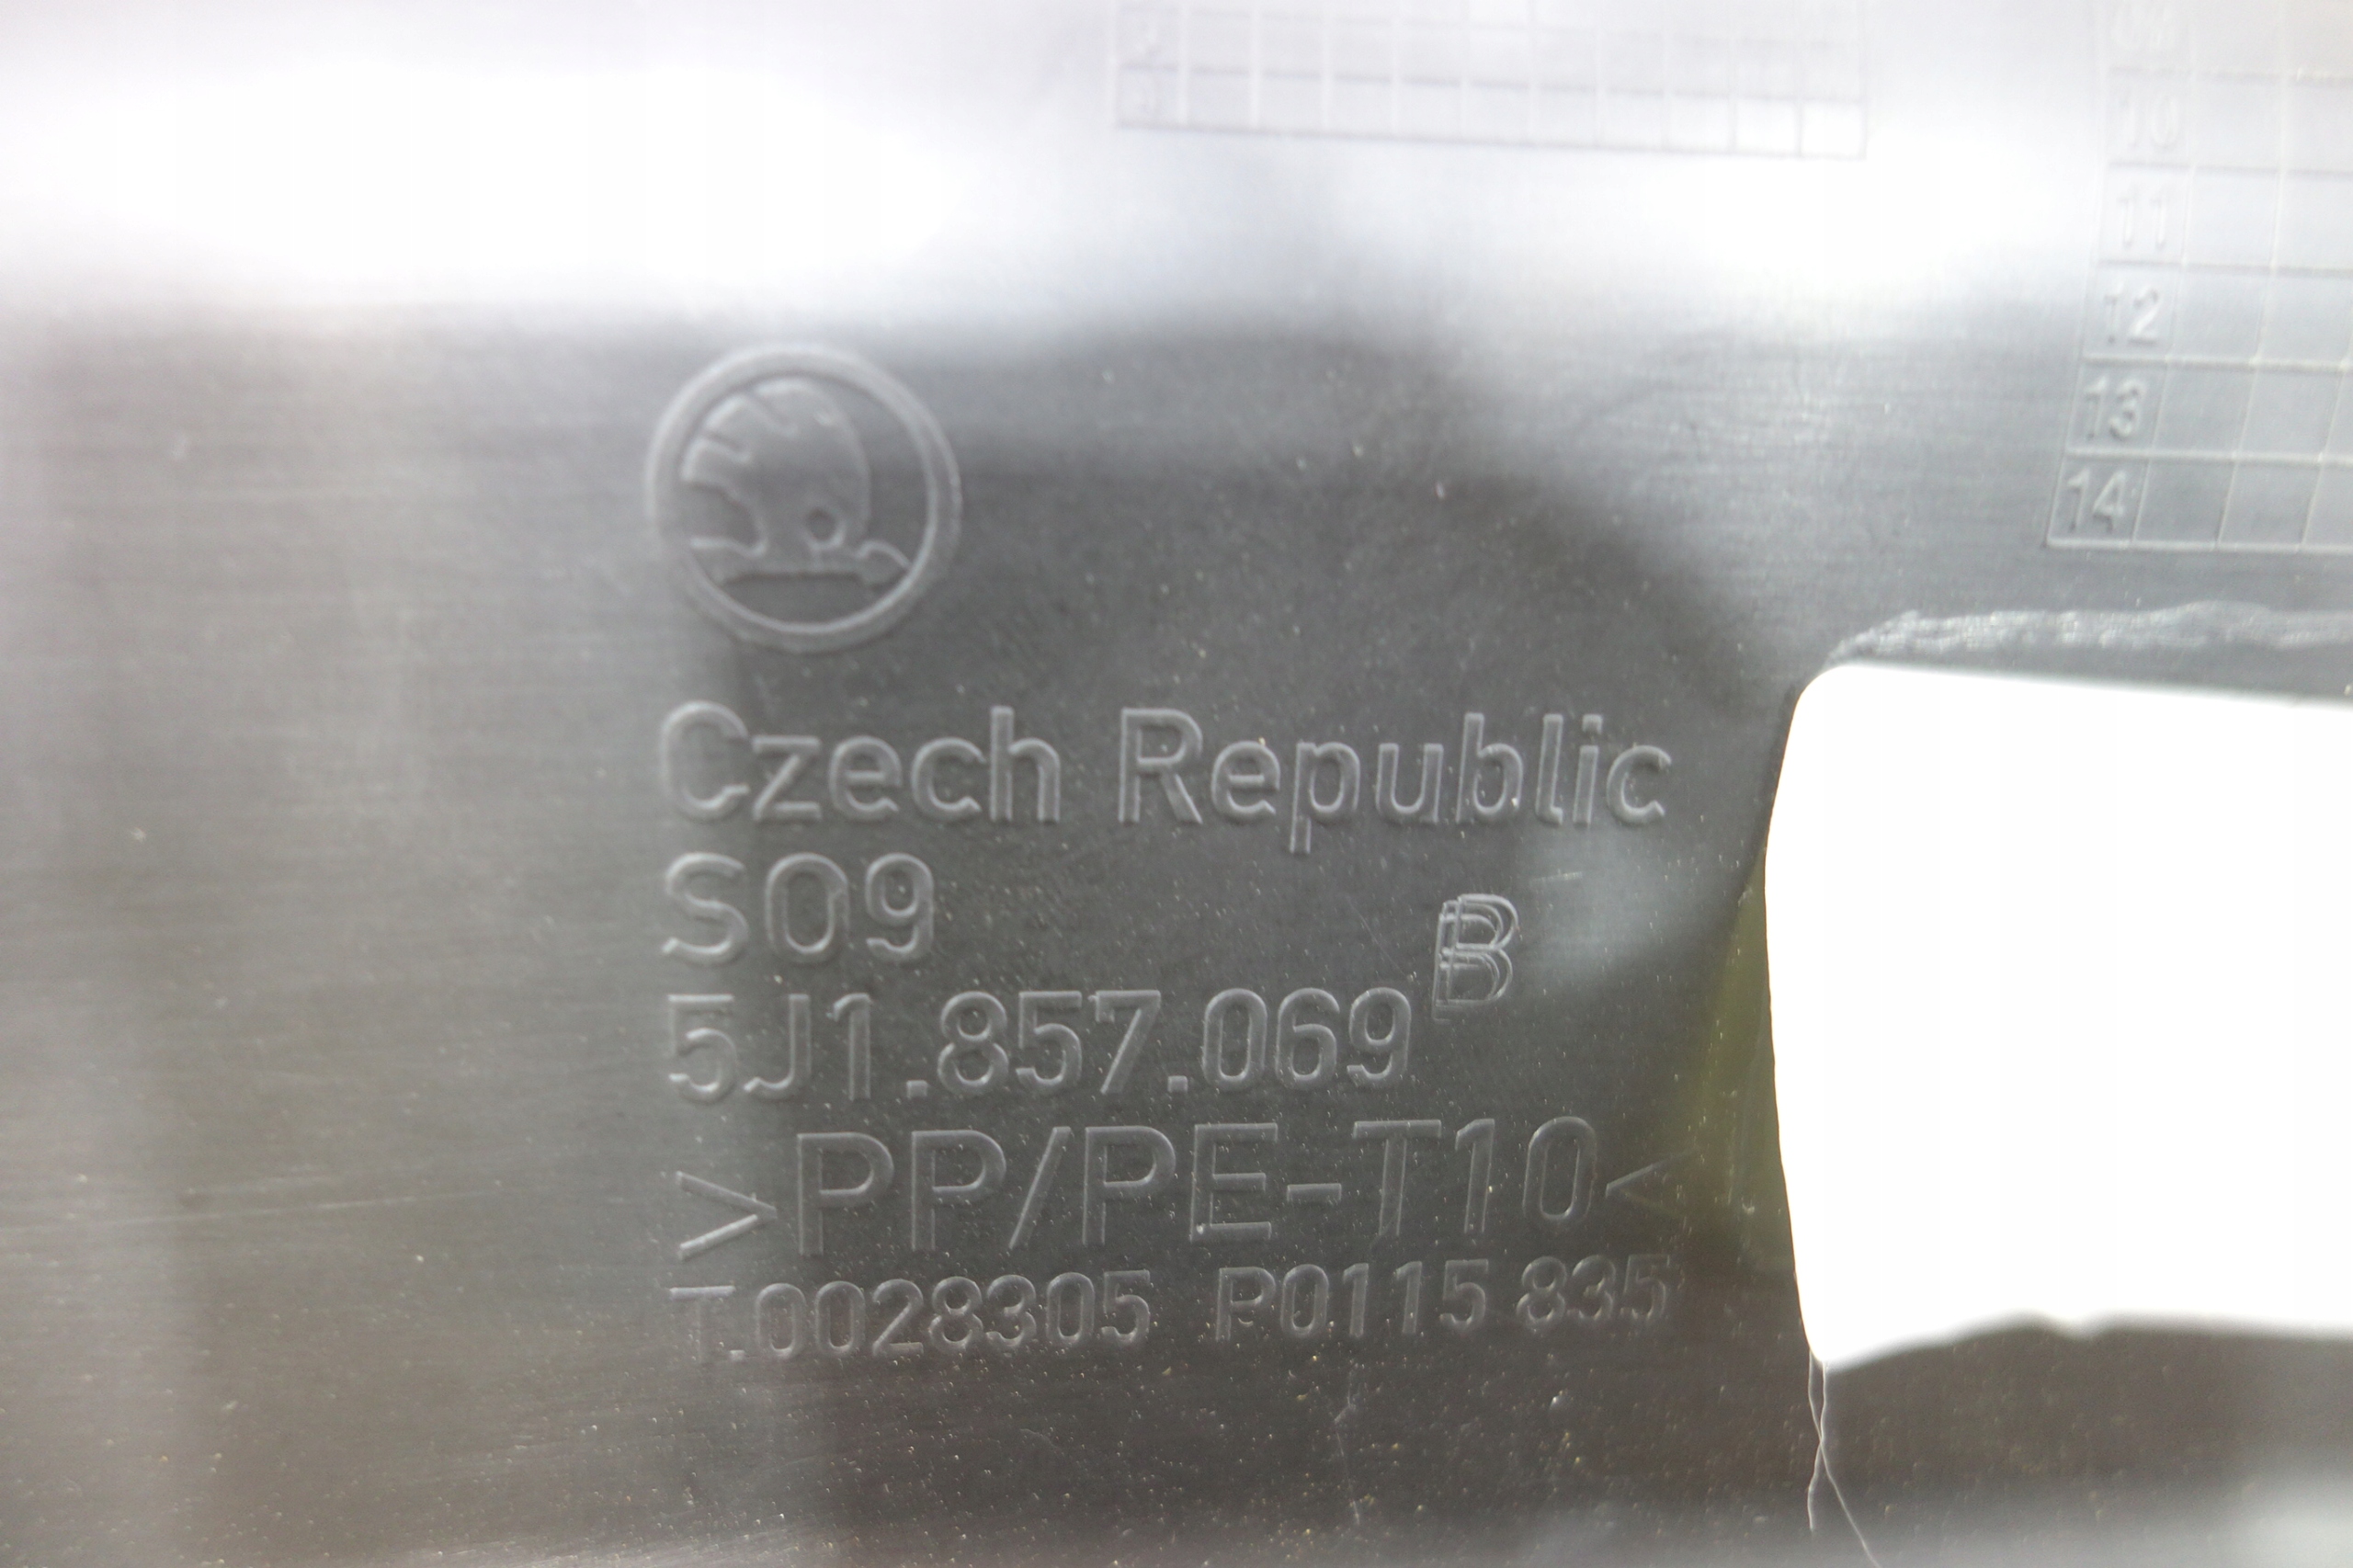 10
11
12
13
14
Czech Republic
S09
5J1.857.069 B
>PP/PE-T10<
T.0028305 P0115 835